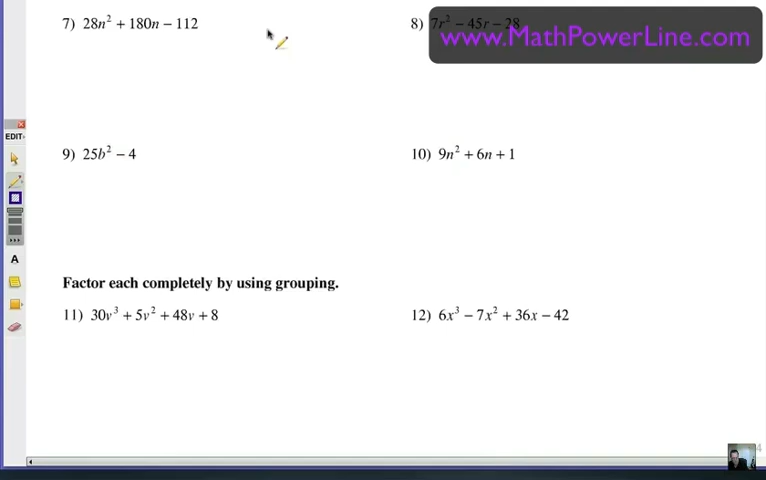 7) 28n² + 180n − 112
8) 7r² − 45r − 28
www.MathPowerLine.com
EDIT
9) 25b² − 4
10) 9n² + 6n + 1
A
Factor each completely by using grouping.
11) 30v³ + 5v² + 48v + 8
12) 6x³ − 7x² + 36x − 42
4